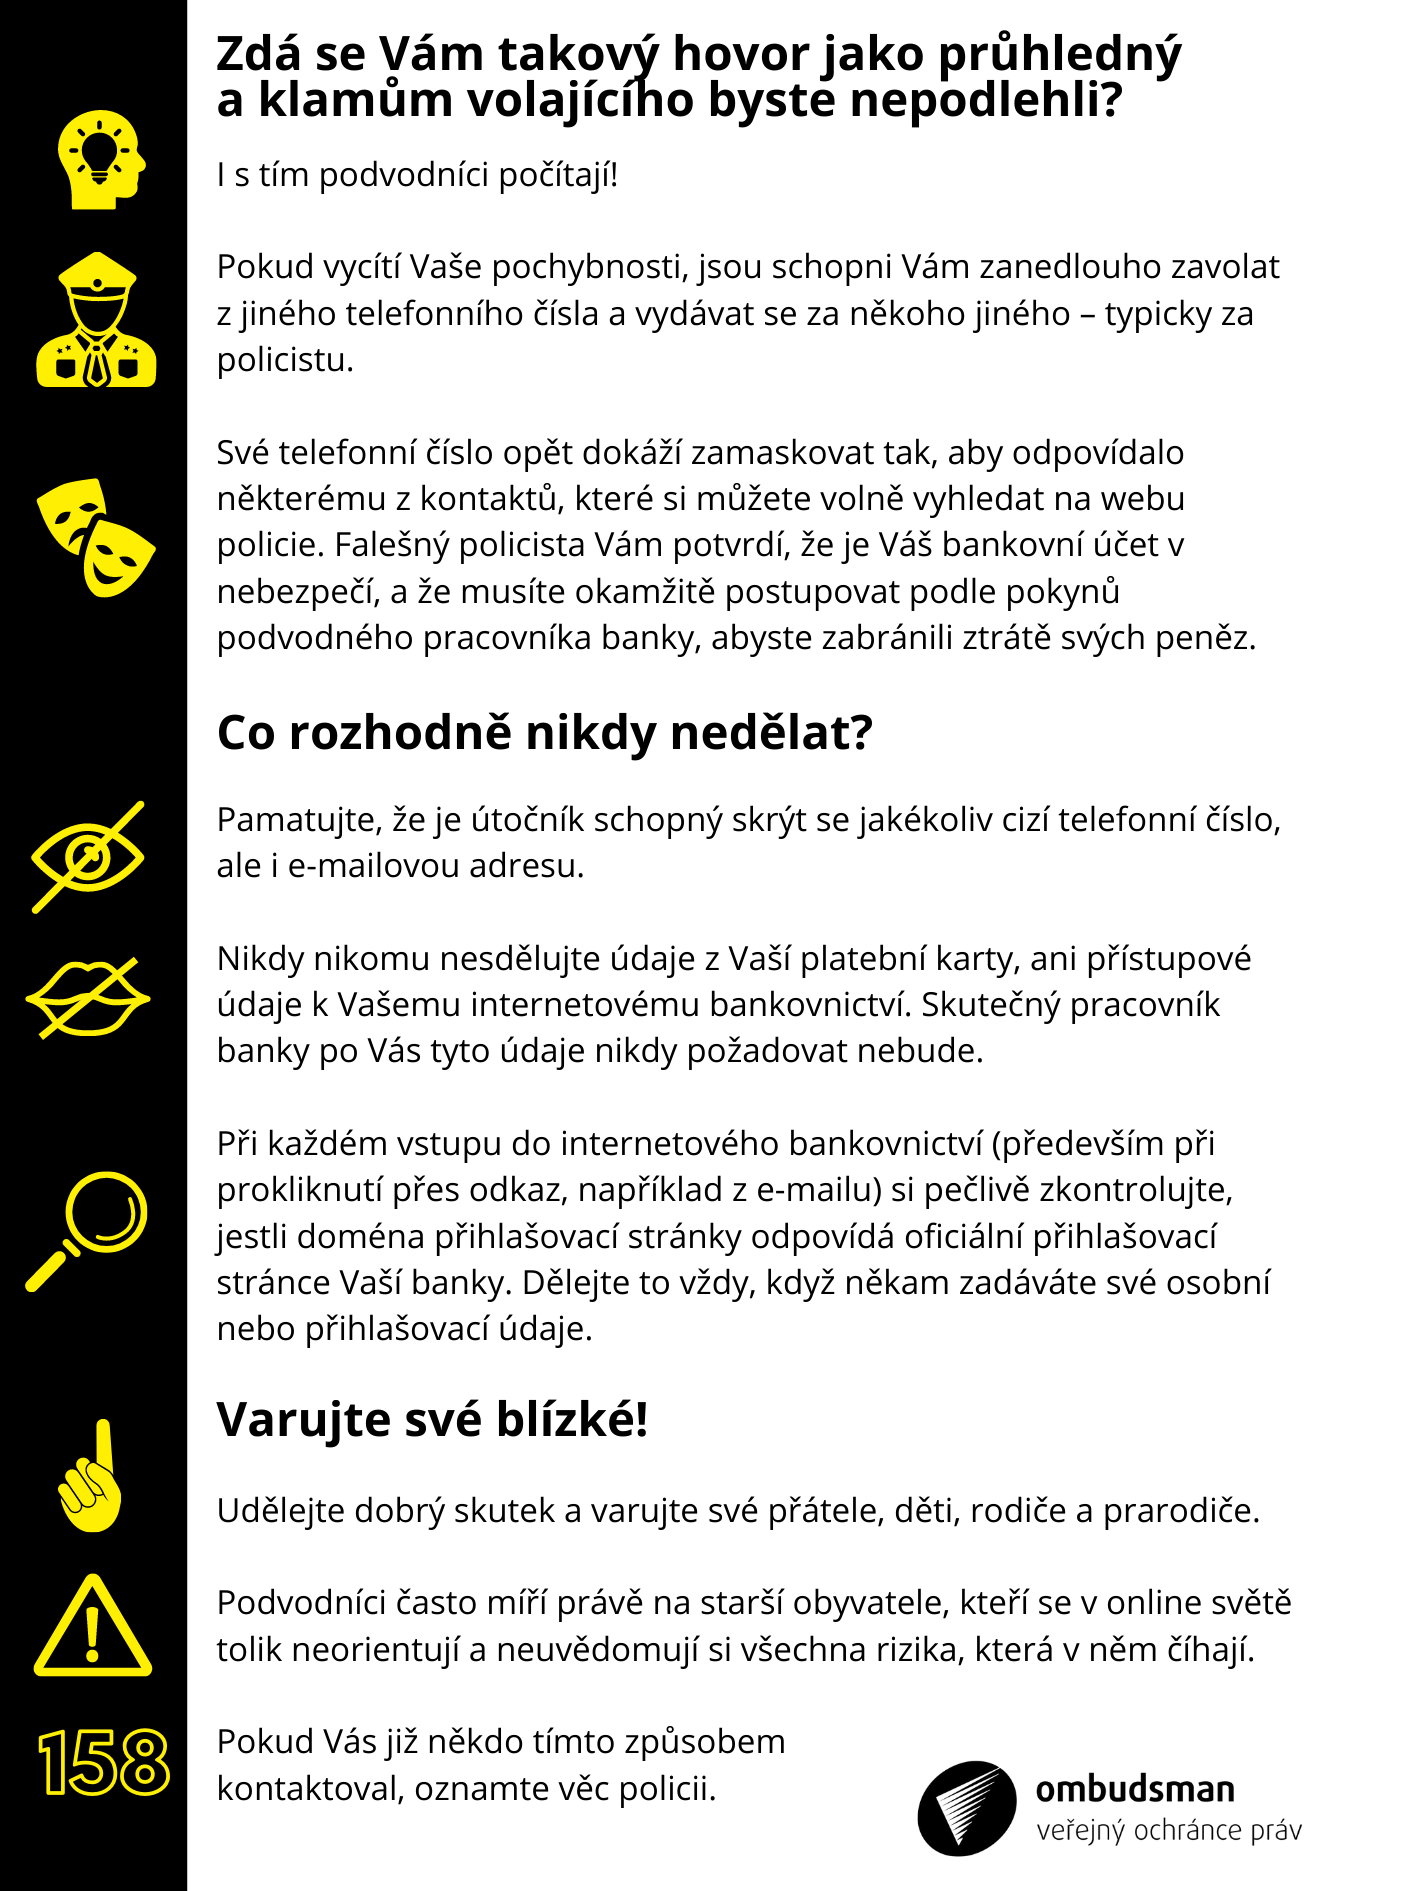 Zdá se Vám takový hovor jako průhledný
a klamům volajícího byste nepodlehli?
I s tím podvodníci počítají!
Pokud vycítí Vaše pochybnosti, jsou schopni Vám zanedlouho zavolat
z jiného telefonního čísla a vydávat se za někoho jiného – typicky za
policistu.
Své telefonní číslo opět dokáží zamaskovat tak, aby odpovídalo
některému z kontaktů, které si můžete volně vyhledat na webu
policie. Falešný policista Vám potvrdí, že je Váš bankovní účet v
nebezpečí, a že musíte okamžitě postupovat podle pokynů
podvodného pracovníka banky, abyste zabránili ztrátě svých peněz.
Co rozhodně nikdy nedělat?
Pamatujte, že je útočník schopný skrýt se jakékoliv cizí telefonní číslo,
ale i e-mailovou adresu.
Nikdy nikomu nesdělujte údaje z Vaší platební karty, ani přístupové
údaje k Vašemu internetovému bankovnictví. Skutečný pracovník
banky po Vás tyto údaje nikdy požadovat nebude.
Při každém vstupu do internetového bankovnictví (především při
prokliknutí přes odkaz, například z e-mailu) si pečlivě zkontrolujte,
jestli doména přihlašovací stránky odpovídá oficiální přihlašovací
stránce Vaší banky. Dělejte to vždy, když někam zadáváte své osobní
nebo přihlašovací údaje.
Varujte své blízké!
Udělejte dobrý skutek a varujte své přátele, děti, rodiče a prarodiče.
Podvodníci často míří právě na starší obyvatele, kteří se v online světě
tolik neorientují a neuvědomují si všechna rizika, která v něm číhají.
158
Pokud Vás již někdo tímto způsobem
kontaktoval, oznamte věc policii.
ombudsman
veřejný ochránce práv